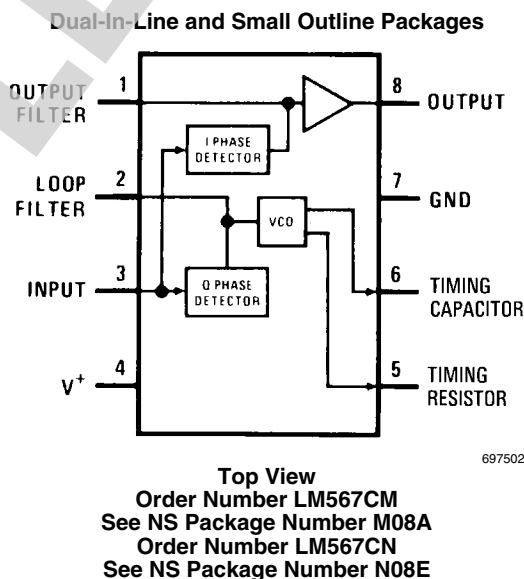 Dual-In-Line and Small Outline Packages
OUTPUT
FILTER
1
8
OUTPUT
I PHASE
DETECTOR
LOOP
FILTER
2
7
GND
VCO
INPUT
3
Q PHASE
DETECTOR
6
TIMING
CAPACITOR
V+
4
5
TIMING
RESISTOR
697502
Top View
Order Number LM567CM
See NS Package Number M08A
Order Number LM567CN
See NS Package Number N08E